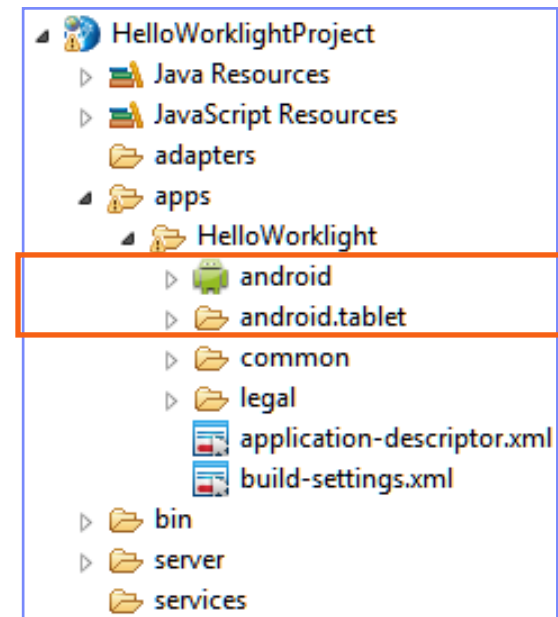 HelloWorklightProject
Java Resources
JavaScript Resources
adapters
apps
HelloWorklight
android
android.tablet
common
legal
application-descriptor.xml
build-settings.xml
bin
server
services